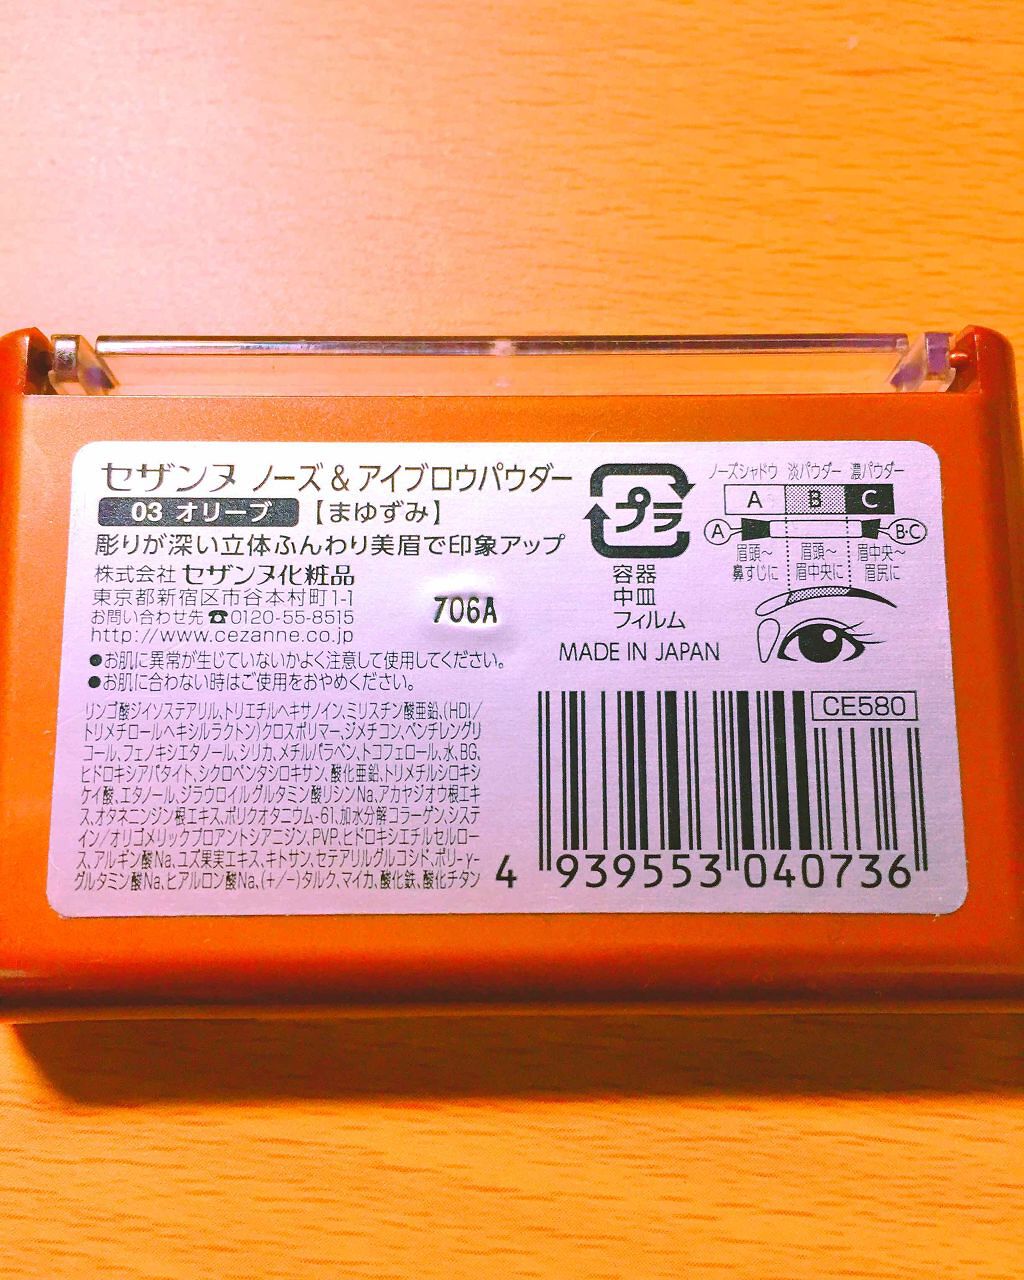 セザンヌ ノーズ&アイブロウパウダー
03 オリーブ 【まゆずみ】
彫りが深い立体ふんわり美眉で印象アップ
株式会社 セザンヌ化粧品
東京都新宿区市谷本村町1-1
お問い合わせ先☎0120-55-8515
http://www.cezanne.co.jp
706A
●お肌に異常が生じていないかよく注意して使用してください。
●お肌に合わない時はご使用をおやめください。
リンゴ酸ジイソステアリル､トリエチルヘキサノイン､ミリスチン酸亜鉛､(HDI/
トリメチロールヘキシルラクトン)クロスポリマー､ジメチコン､ペンチレングリ
コール､フェノキシエタノール､シリカ､メチルパラベン､トコフェロール､水､BG､
ヒドロキシアパタイト､シクロペンタシロキサン､酸化亜鉛､トリメチルシロキシ
ケイ酸､エタノール､ジラウロイルグルタミン酸リシンNa､アカヤジオウ根エキ
ス､オタネニンジン根エキス､ポリクオタニウム-61､加水分解コラーゲン､システ
イン/オリゴメリックプロアントシアニジン､PVP､ヒドロキシエチルセルロー
ス､アルギン酸Na､ユズ果実エキス､キトサン､セテアリルグルコシド､ポリ-γ-
グルタミン酸Na､ヒアルロン酸Na､(+/−)タルク､マイカ､酸化鉄､酸化チタン
プラ
容器
中皿
フィルム
MADE IN JAPAN
ノーズシャドウ 淡パウダー 濃パウダー
A B C
A B・C
眉頭〜 眉頭〜 眉中央〜
鼻すじに 眉中央に 眉尻に
CE580
4 939553 040736